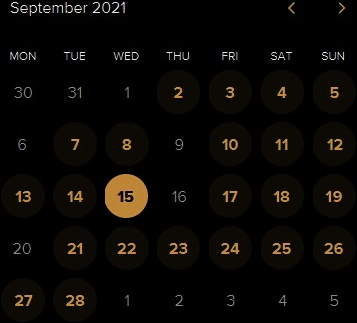 September 2021
MON TUE WED THU FRI SAT SUN
30 31 1 2 3 4 5
6 7 8 9 10 11 12
13 14 15 16 17 18 19
20 21 22 23 24 25 26
27 28 1 2 3 4 5